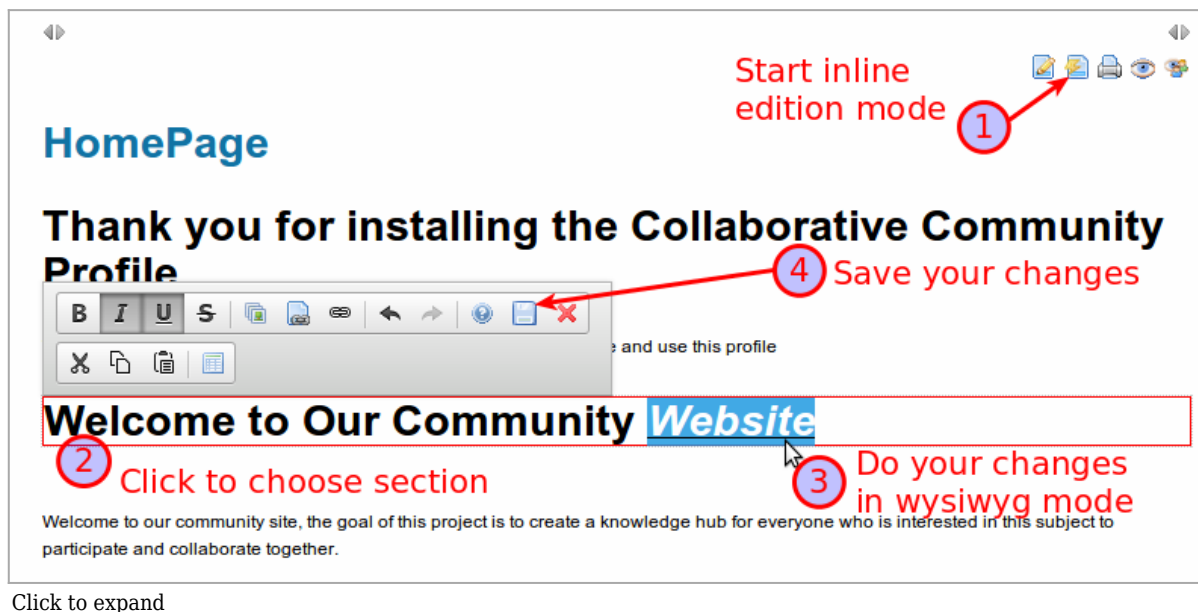 Start inline
edition mode
1
HomePage
Thank you for installing the Collaborative Community
Profile
4 Save your changes
B I U S
e and use this profile
Welcome to Our Community Website
2 Click to choose section
3 Do your changes
in wysiwyg mode
Welcome to our community site, the goal of this project is to create a knowledge hub for everyone who is interested in this subject to
participate and collaborate together.
Click to expand